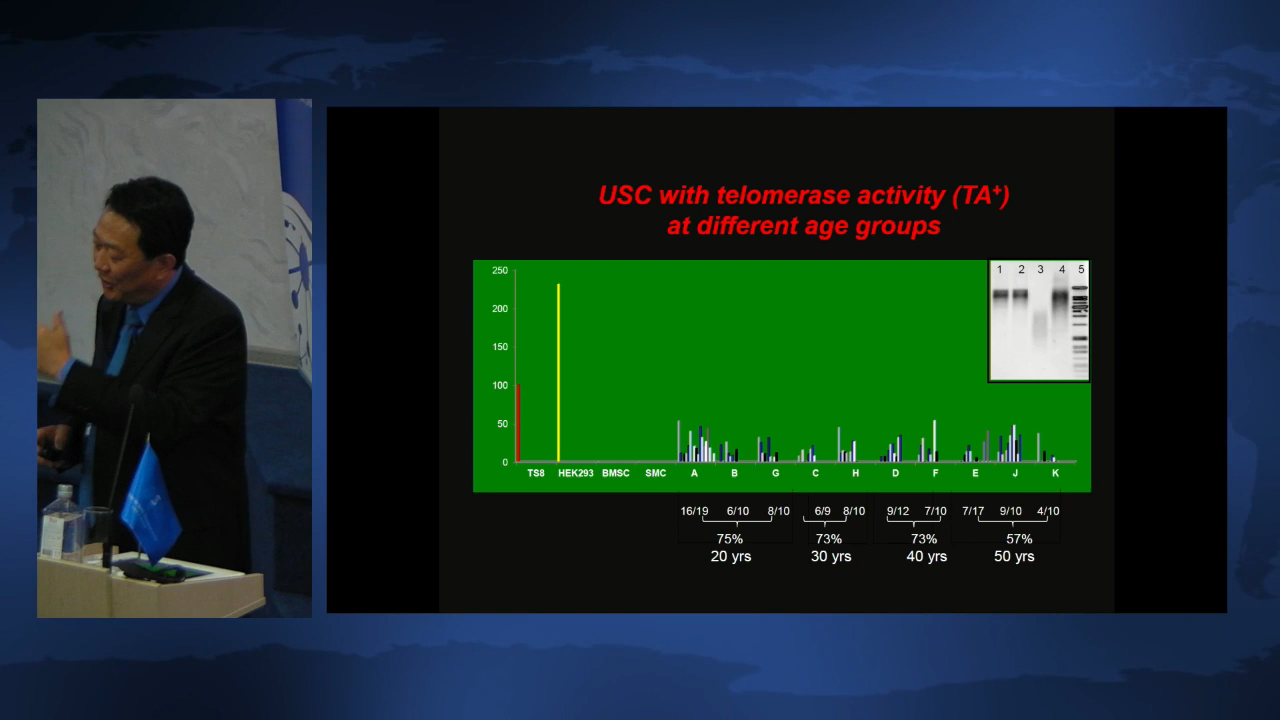 USC with telomerase activity (TA⁺)
at different age groups
250
200
150
100
50
0
1 2 3 4 5
TS8 HEK293 BMSC SMC A B G C H D F E J K
16/19 6/10 8/10 6/9 8/10 9/12 7/10 7/17 9/10 4/10
75% 73% 73% 57%
20 yrs 30 yrs 40 yrs 50 yrs